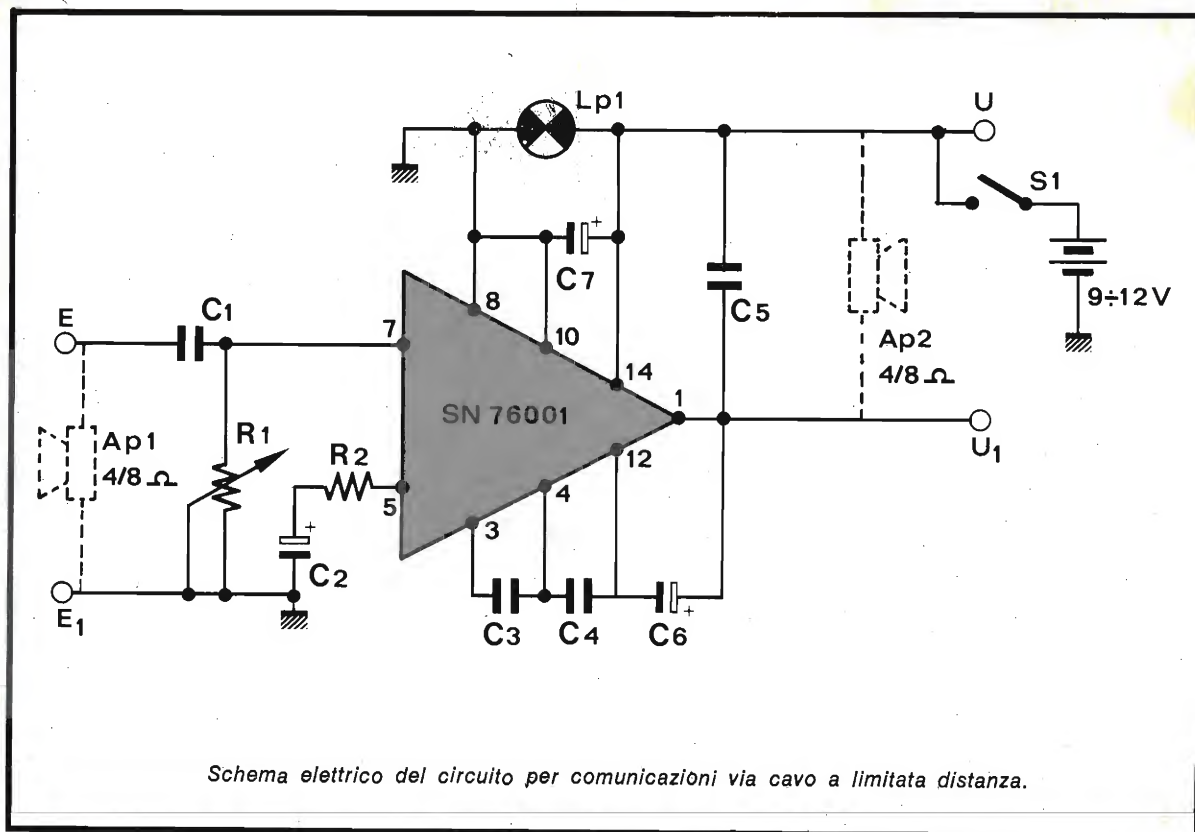 Lp1
U
S1
+
C7
8
10
C5
9÷12V
E
C1
7
14
Ap2
4/8 Ω
SN 76001
1
U1
Ap1
4/8 Ω
R1
R2
12
5
4
3
+
C2
E1
C3
C4
C6
+
Schema elettrico del circuito per comunicazioni via cavo a limitata distanza.